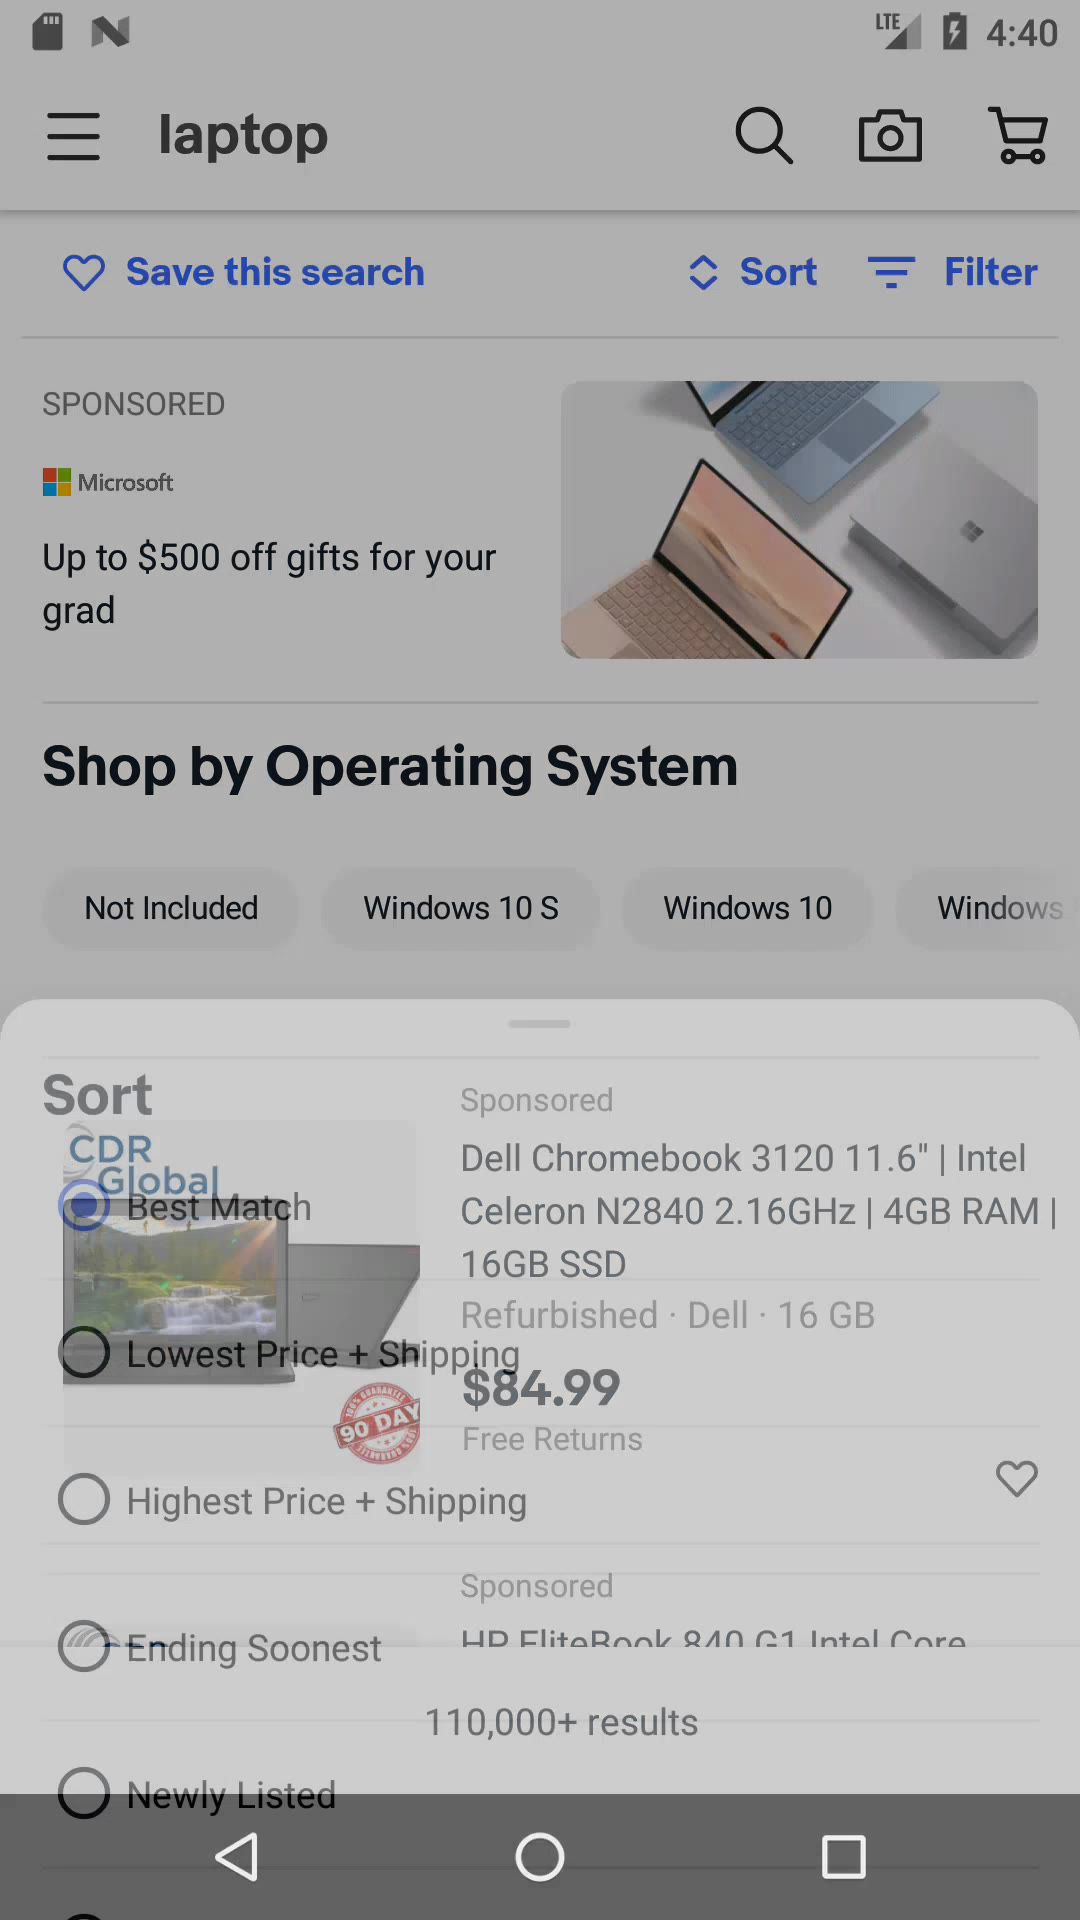 LTE 4:40
laptop
Save this search Sort Filter
SPONSORED
Microsoft
Up to $500 off gifts for your
grad
Shop by Operating System
Not Included Windows 10 S Windows 10 Windows
Sort
Sponsored
CDR
Global
Dell Chromebook 3120 11.6" | Intel
Celeron N2840 2.16GHz | 4GB RAM |
16GB SSD
Best Match
Refurbished · Dell · 16 GB
Lowest Price + Shipping
$84.99
90 DAY
Free Returns
Highest Price + Shipping
Sponsored
HP EliteBook 840 G1 Intel Core
Ending Soonest
110,000+ results
Newly Listed